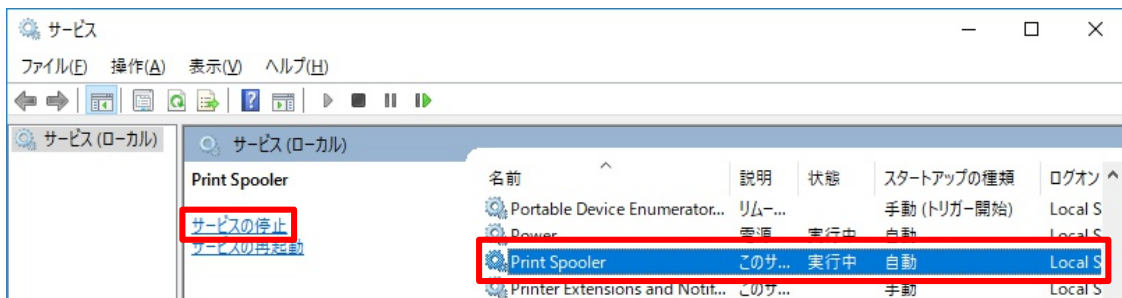 サービス
ファイル(F) 操作(A) 表示(V) ヘルプ(H)
サービス (ローカル)
サービス (ローカル)
Print Spooler
サービスの停止
サービスの再起動
名前 説明 状態 スタートアップの種類 ログオン
Portable Device Enumerator... リムー... 手動 (トリガー開始) Local S
Power 電源... 実行中 自動 Local S
Print Spooler このサ... 実行中 自動 Local S
Printer Extensions and Notif... このサ... 手動 Local S